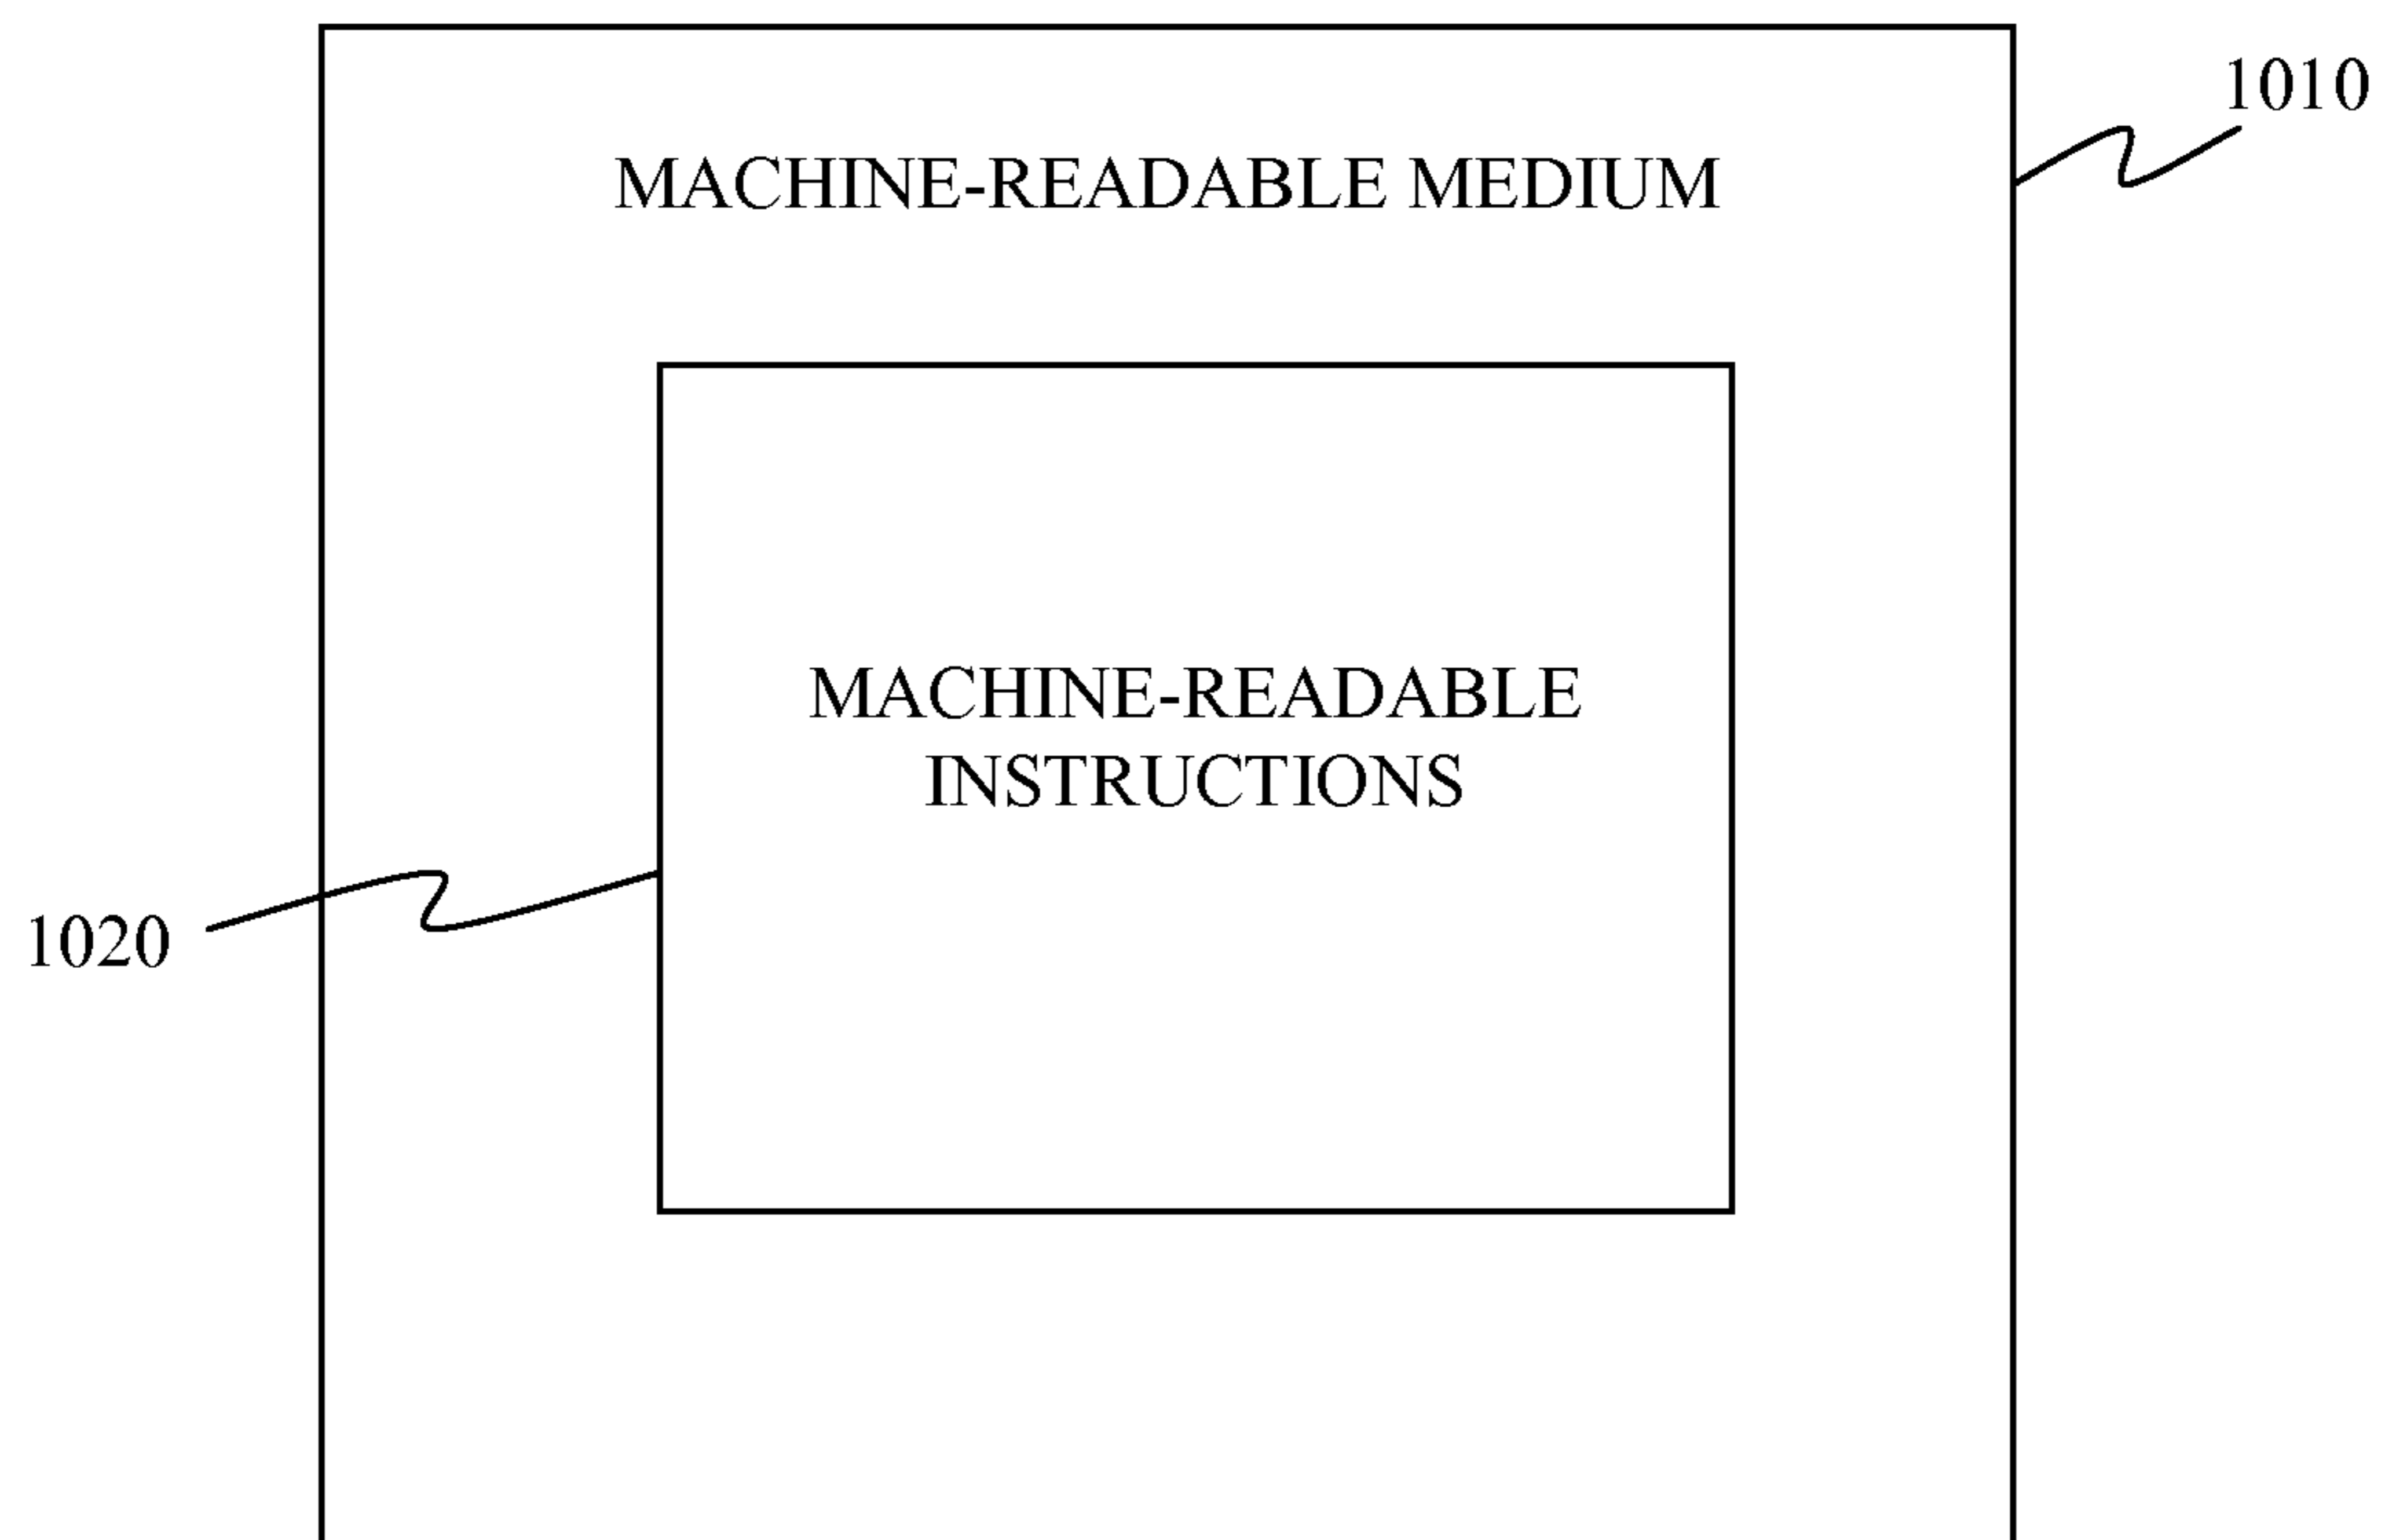 1010
MACHINE-READABLE MEDIUM
MACHINE-READABLE
INSTRUCTIONS
1020